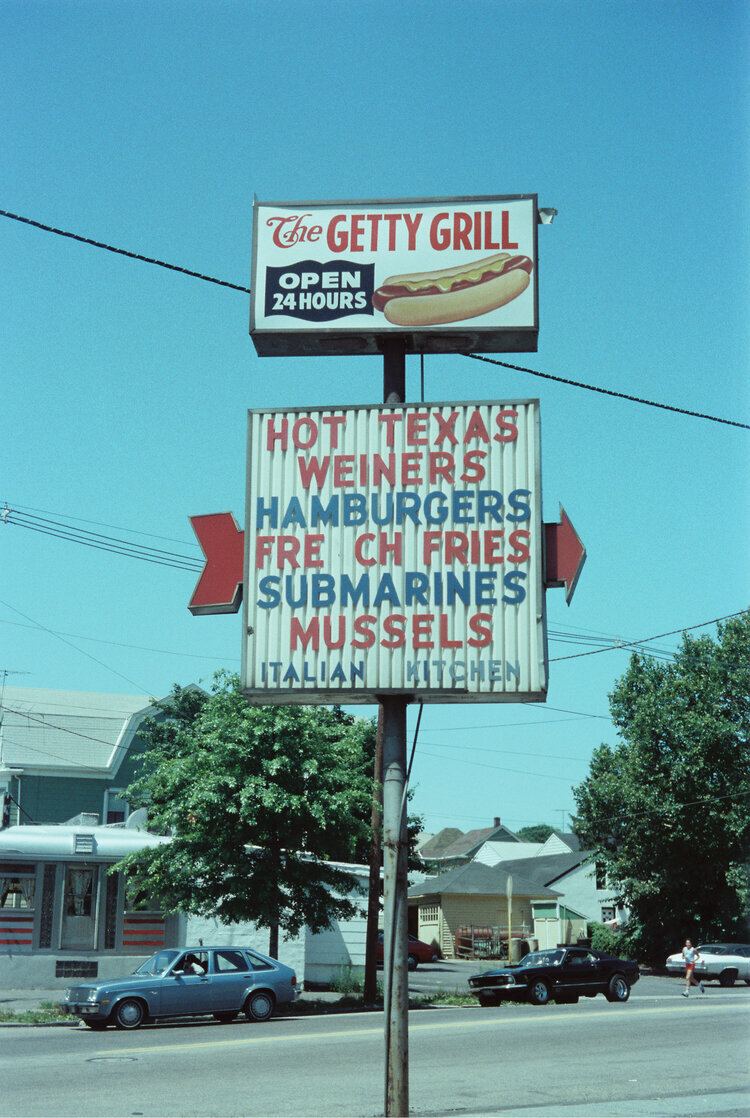 The GETTY GRILL
OPEN
24 HOURS
HOT TEXAS
WEINERS
HAMBURGERS
FRE CH FRIES
SUBMARINES
MUSSELS
ITALIAN KITCHEN